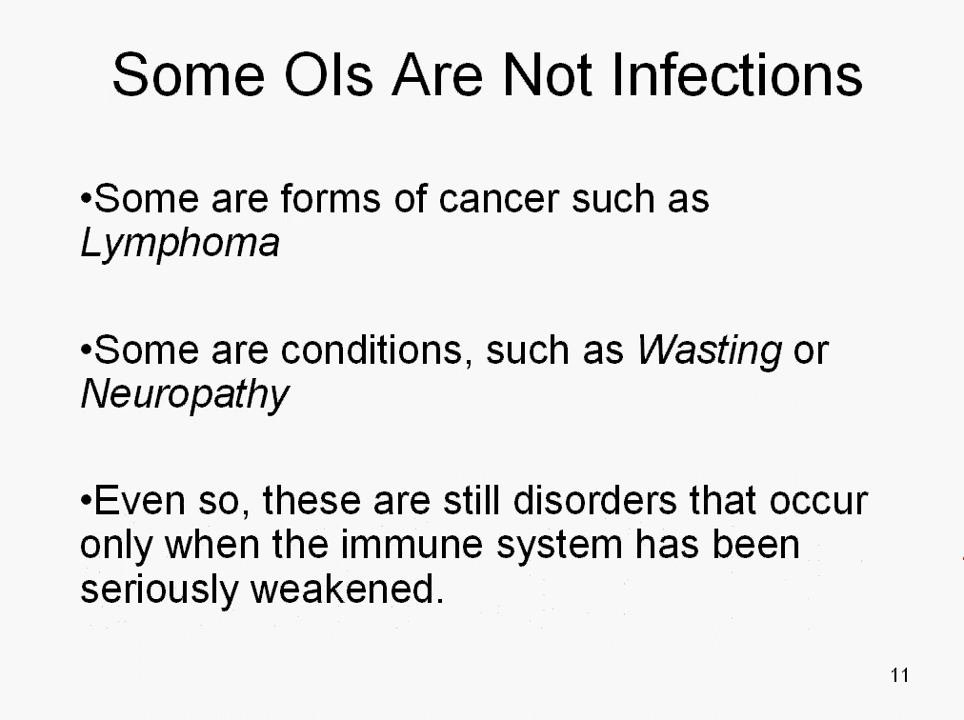 Some OIs Are Not Infections
•Some are forms of cancer such as
Lymphoma
•Some are conditions, such as Wasting or
Neuropathy
•Even so, these are still disorders that occur
only when the immune system has been
seriously weakened.
11